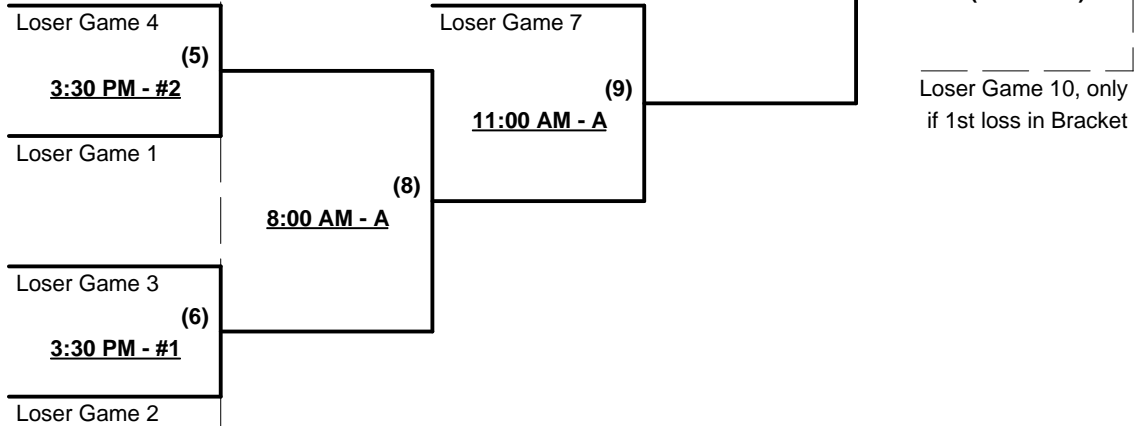 Loser Game 4
(5)
3:30 PM - #2
Loser Game 1
Loser Game 7
(9)
11:00 AM - A
(8)
8:00 AM - A
Loser Game 3
(6)
3:30 PM - #1
Loser Game 2
Loser Game 10, only
if 1st loss in Bracket